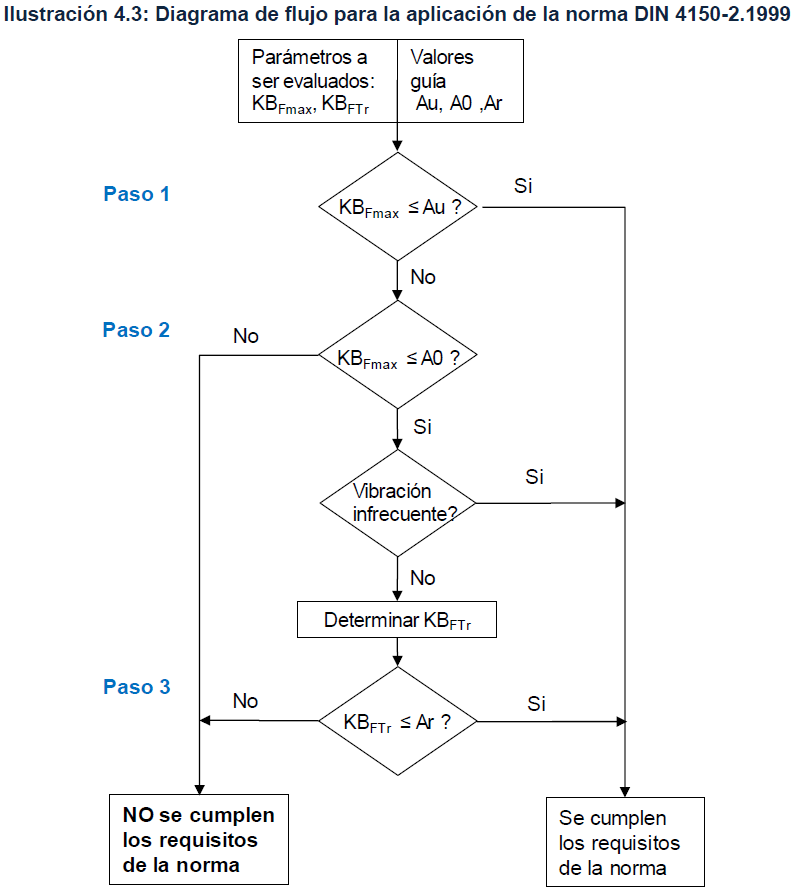 Ilustración 4.3: Diagrama de flujo para la aplicación de la norma DIN 4150-2.1999
Parámetros a
ser evaluados:
KBFmax, KBFTr
Valores
guía
Au, A0 ,Ar
Paso 1
KBFmax ≤ Au ?
Si
No
Paso 2
No
KBFmax ≤ A0 ?
Si
Vibración
infrecuente?
Si
No
Determinar KBFTr
Paso 3
No
KBFTr ≤ Ar ?
Si
NO se cumplen
los requisitos
de la norma
Se cumplen
los requisitos
de la norma